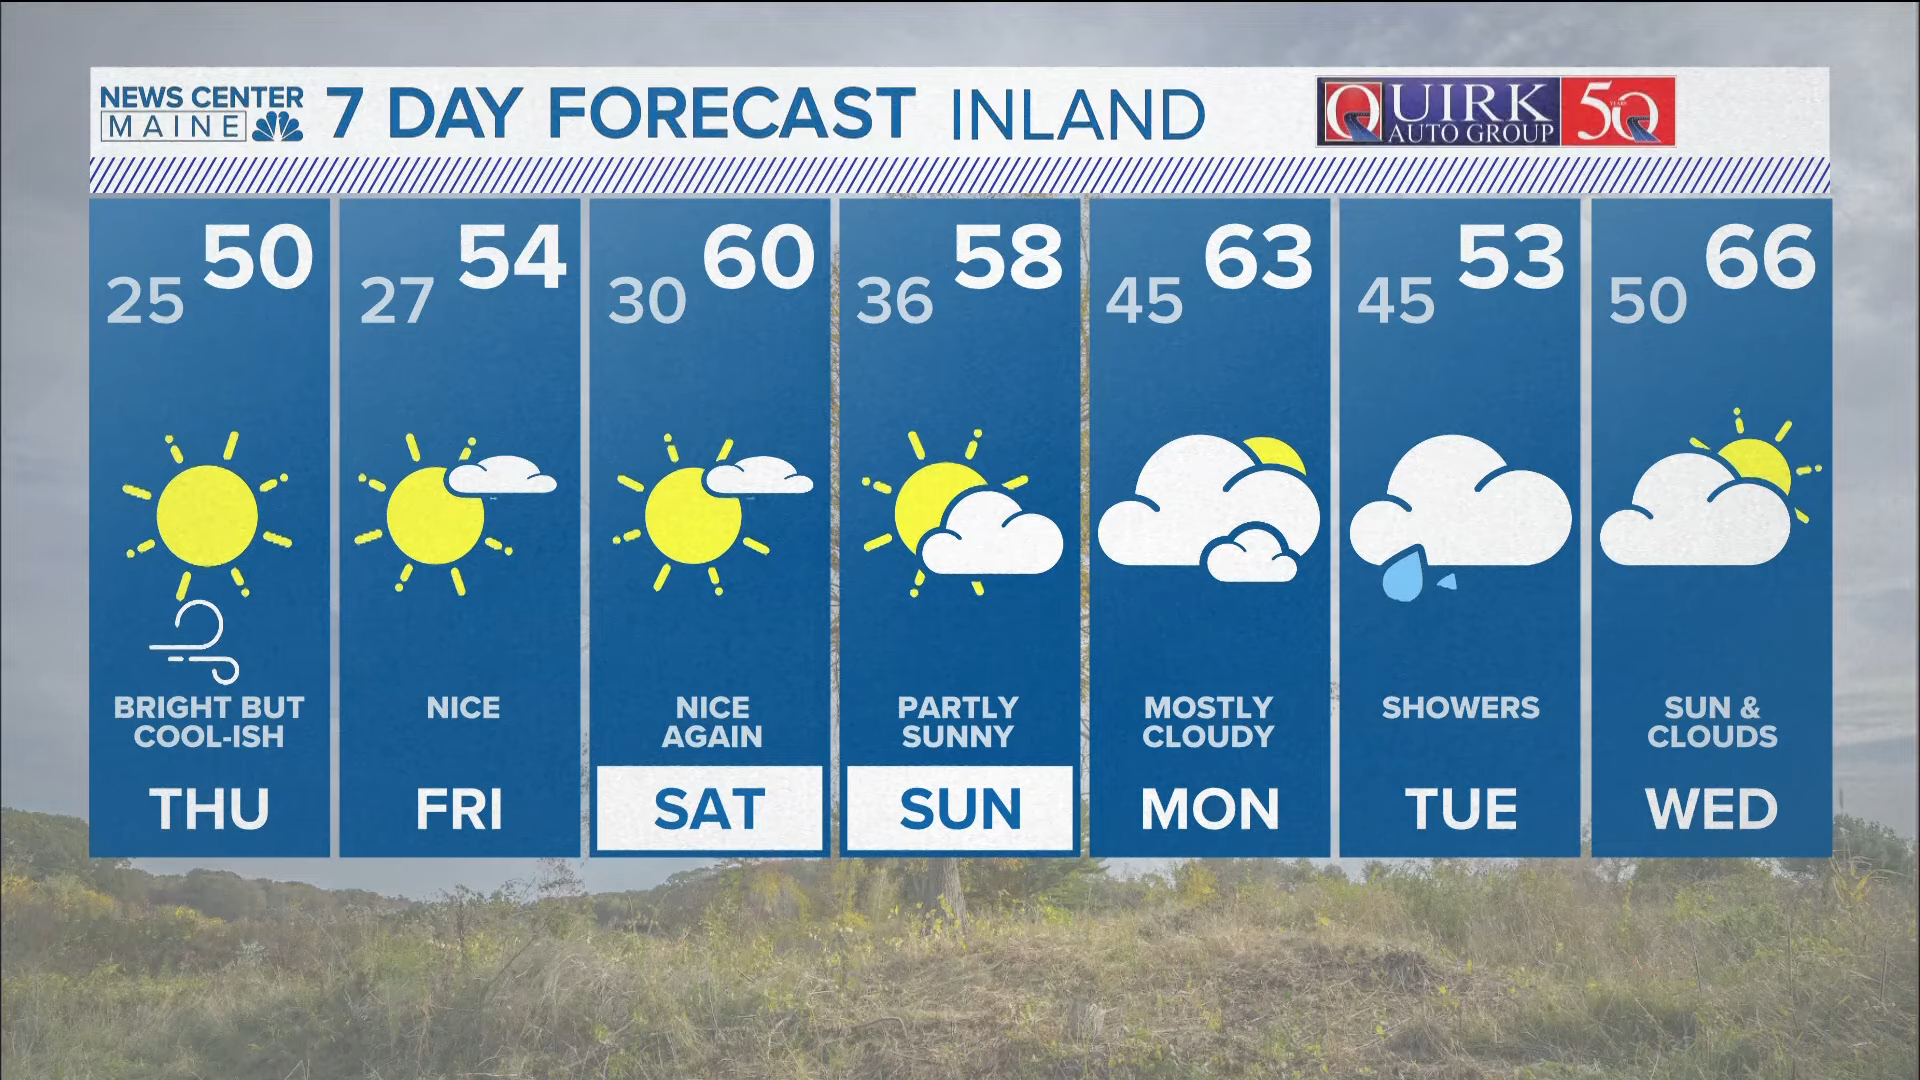 NEWS CENTER
MAINE
7 DAY FORECAST INLAND
QUIRK
AUTO GROUP
50
YEARS
25 50
27 54
30 60
36 58
45 63
45 53
50 66
BRIGHT BUT
COOL-ISH
NICE
NICE
AGAIN
PARTLY
SUNNY
MOSTLY
CLOUDY
SHOWERS
SUN &
CLOUDS
THU
FRI
SAT
SUN
MON
TUE
WED